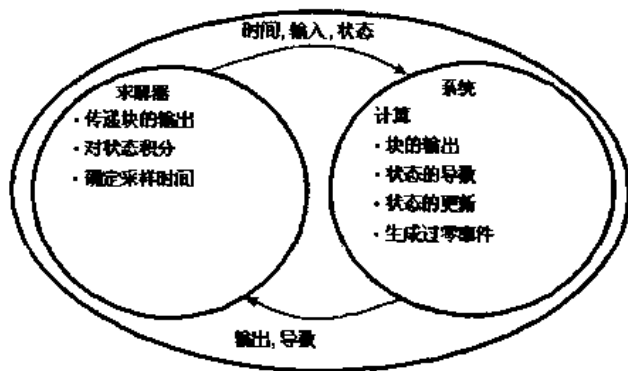 时间, 输入, 状态
求解器
· 传递块的输出
· 对状态积分
· 确定采样时间
系统
计算
· 块的输出
· 状态的导数
· 状态的更新
· 生成过零事件
输出, 导数